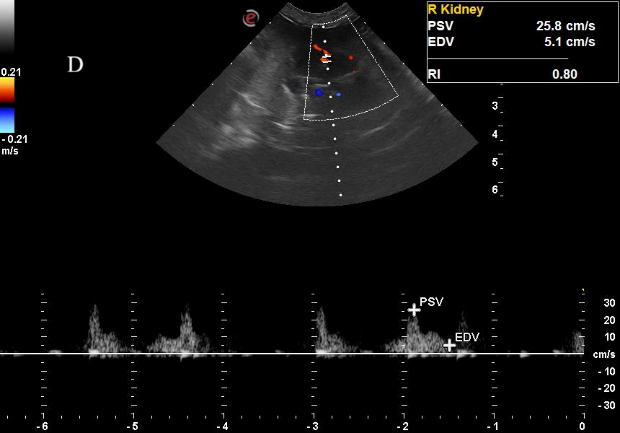 R Kidney
PSV 25.8 cm/s
EDV 5.1 cm/s
RI 0.80
D
0.21
-0.21
m/s
e
3
4
5
6
PSV
EDV
30
20
10
cm/s
-10
-20
-30
-6 -5 -4 -3 -2 -1 0